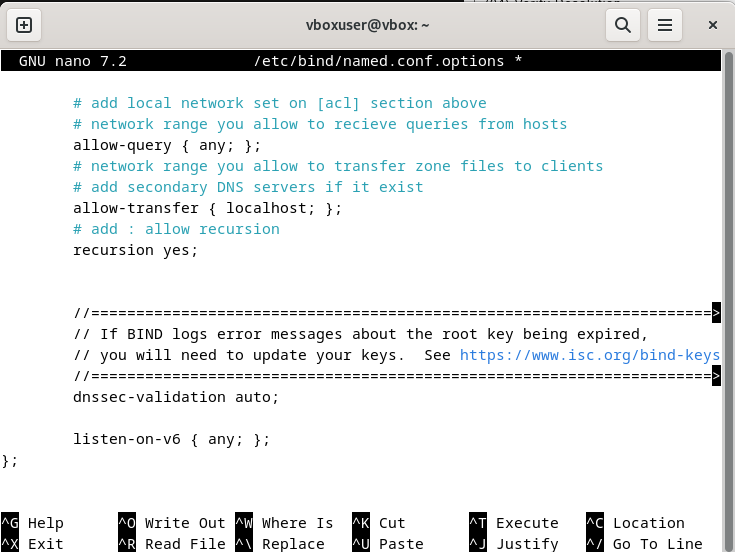 vboxuser@vbox: ~
GNU nano 7.2 /etc/bind/named.conf.options *
# add local network set on [acl] section above
# network range you allow to recieve queries from hosts
allow-query { any; };
# network range you allow to transfer zone files to clients
# add secondary DNS servers if it exist
allow-transfer { localhost; };
# add : allow recursion
recursion yes;
//=====================================================================>
// If BIND logs error messages about the root key being expired,
// you will need to update your keys.  See https://www.isc.org/bind-keys
//=====================================================================>
dnssec-validation auto;
listen-on-v6 { any; };
};
^G Help ^O Write Out ^W Where Is ^K Cut ^T Execute ^C Location
^X Exit ^R Read File ^\ Replace ^U Paste ^J Justify ^/ Go To Line